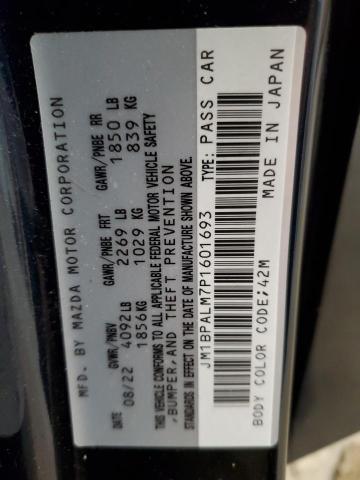 MFD. BY MAZDA MOTOR CORPORATION
GVWR/PNBV GAWR/PNBE FRT GAWR/PNBE RR
08/22 4092LB 2269 LB 1850 LB
1856KG 1029 KG 839 KG
THIS VEHICLE CONFORMS TO ALL APPLICABLE FEDERAL MOTOR VEHICLE SAFETY
,BUMPER,AND THEFT PREVENTION
STANDARDS IN EFFECT ON THE DATE OF MANUFACTURE SHOWN ABOVE.
JM1BPALM7P1601693 TYPE: PASS CAR
BODY COLOR CODE;42M MADE IN JAPAN